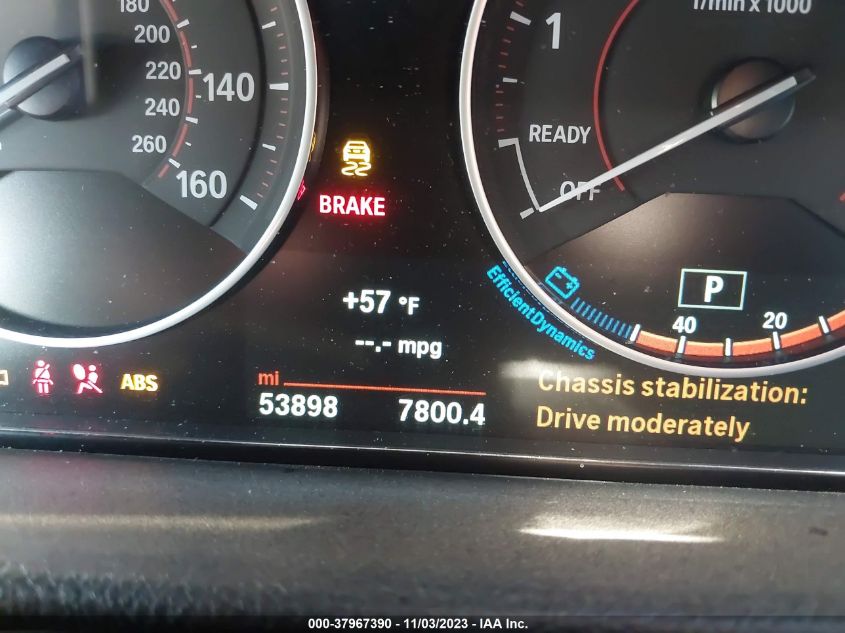 180
200
220
240
260
140
160
1
1/min x 1000
READY
OFF
BRAKE
+57 °F
--.- mpg
EfficientDynamics
P
40
20
ABS
mi
53898 7800.4
Chassis stabilization:
Drive moderately
000-37967390 - 11/03/2023 - IAA Inc.